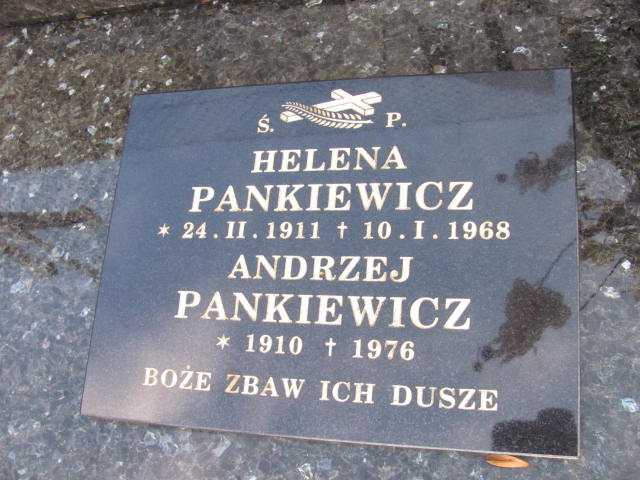 Ś. P.
HELENA
PANKIEWICZ
* 24.II.1911 † 10.I.1968
ANDRZEJ
PANKIEWICZ
* 1910 † 1976
BOŻE ZBAW ICH DUSZE